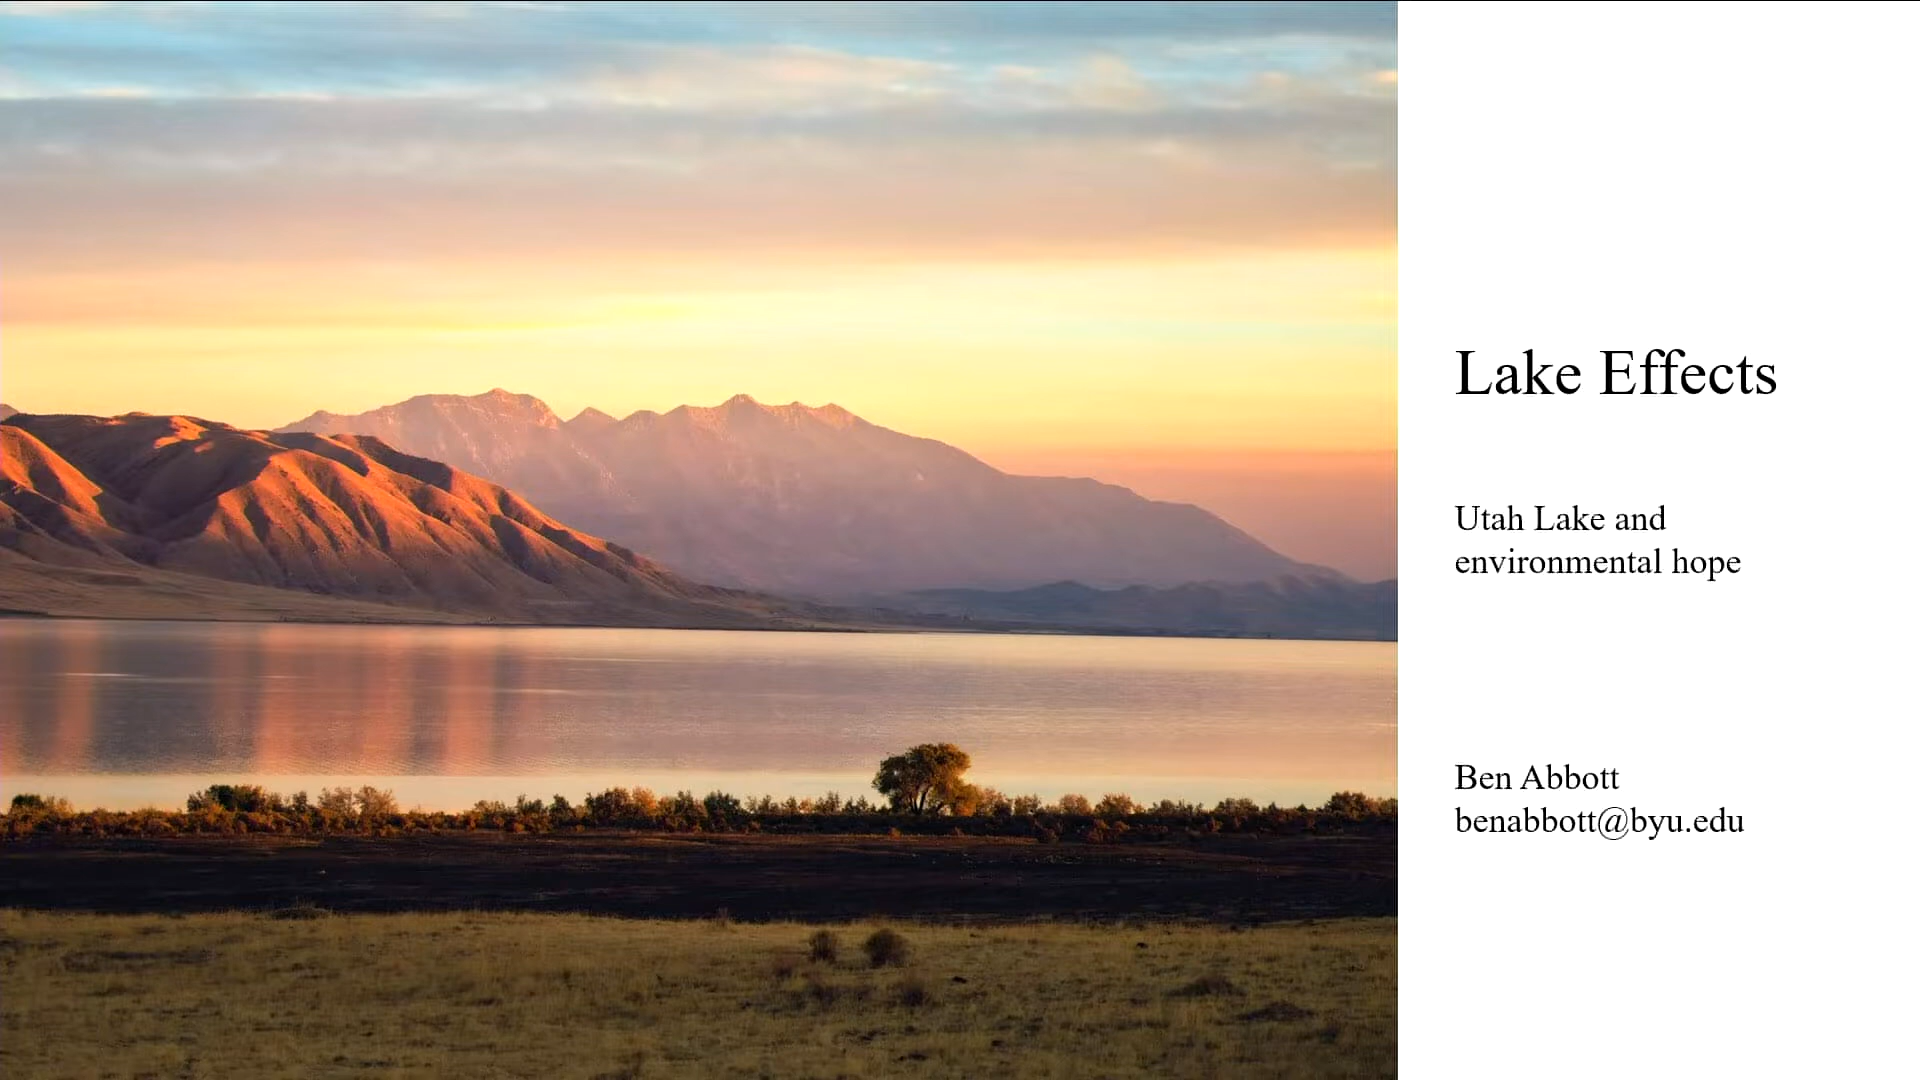 Lake Effects
Utah Lake and
environmental hope
Ben Abbott
benabbott@byu.edu